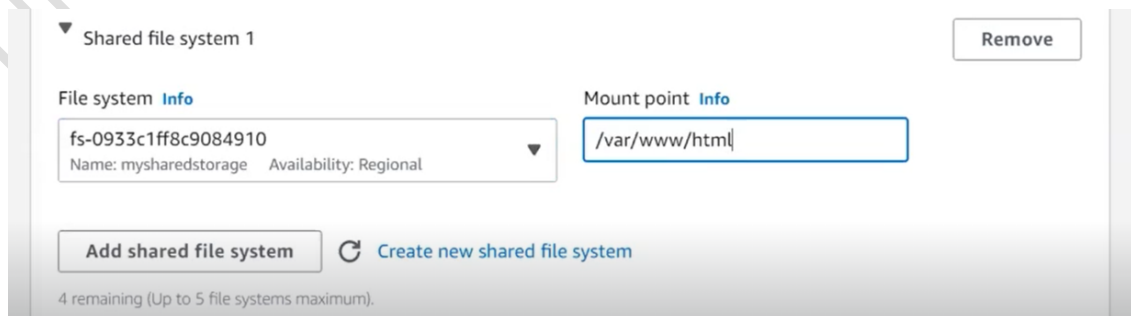 Shared file system 1
Remove
File system Info
Mount point Info
fs-0933c1ff8c9084910
Name: mysharedstorage Availability: Regional
/var/www/html
Add shared file system
Create new shared file system
4 remaining (Up to 5 file systems maximum).